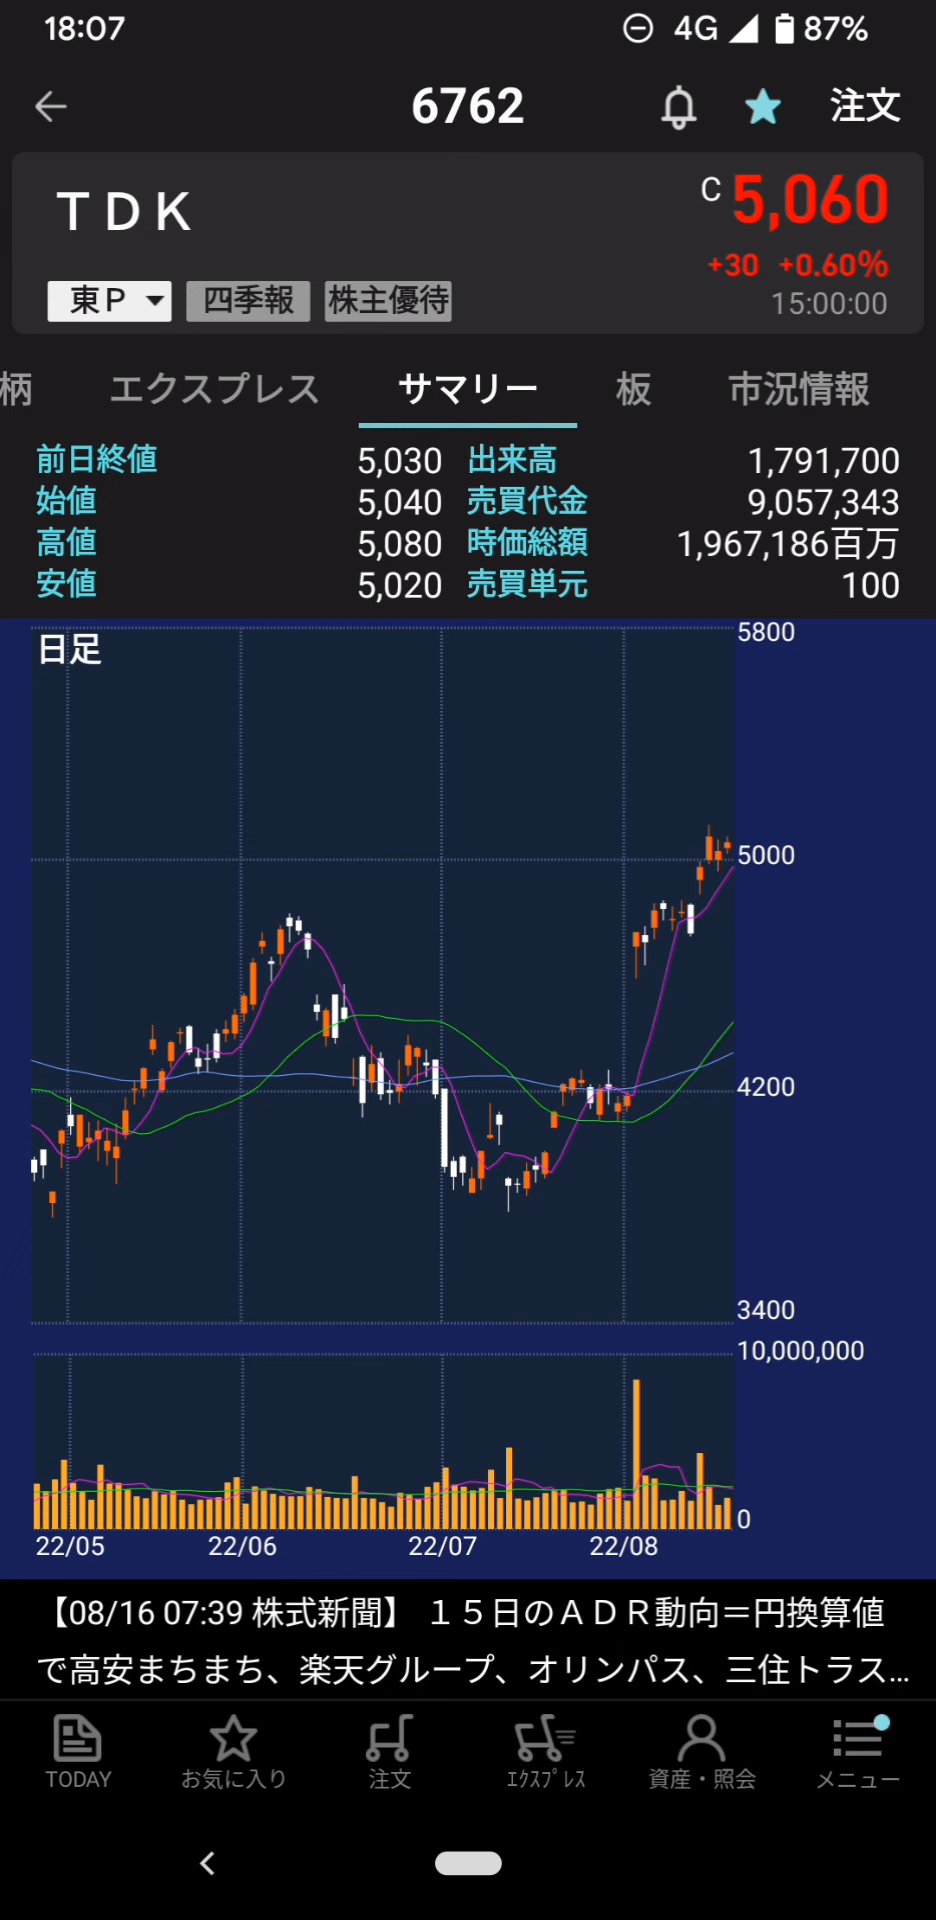 18:07 4G 87%
6762 注文
ＴＤＫ
C 5,060
+30 +0.60%
東Ｐ 四季報 株主優待
15:00:00
柄 エクスプレス サマリー 板 市況情報
前日終値 5,030 出来高 1,791,700
始値 5,040 売買代金 9,057,343
高値 5,080 時価総額 1,967,186百万
安値 5,020 売買単元 100
日足
5800
5000
4200
3400
10,000,000
0
22/05 22/06 22/07 22/08
【08/16 07:39 株式新聞】 １５日のＡＤＲ動向＝円換算値
で高安まちまち、楽天グループ、オリンパス、三住トラス...
TODAY お気に入り 注文 ｴｸｽﾌﾟﾚｽ 資産・照会 メニュー